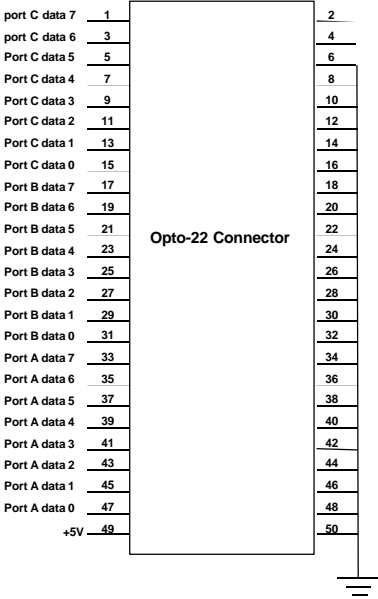 port C data 7 1 2
port C data 6 3 4
Port C data 5 5 6
Port C data 4 7 8
Port C data 3 9 10
Port C data 2 11 12
Port C data 1 13 14
Port C data 0 15 16
Port B data 7 17 18
Port B data 6 19 20
Port B data 5 21 22
Opto-22 Connector
Port B data 4 23 24
Port B data 3 25 26
Port B data 2 27 28
Port B data 1 29 30
Port B data 0 31 32
Port A data 7 33 34
Port A data 6 35 36
Port A data 5 37 38
Port A data 4 39 40
Port A data 3 41 42
Port A data 2 43 44
Port A data 1 45 46
Port A data 0 47 48
+5V 49 50